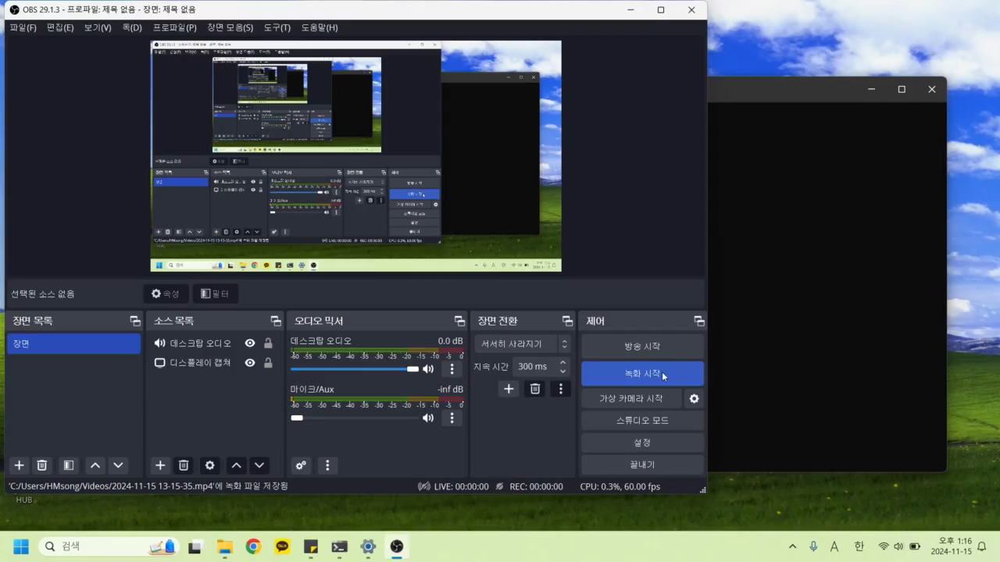 OBS 29.1.3 - 프로파일: 제목 없음 - 장면: 제목 없음
파일(F) 편집(E) 보기(V) 독(D) 프로파일(P) 장면 모음(S) 도구(T) 도움말(H)
선택된 소스 없음 속성 필터
장면 목록 소스 목록 오디오 믹서 장면 전환 제어
장면
데스크탑 오디오
디스플레이 캡쳐
데스크탑 오디오 0.0 dB
-60 -55 -50 -45 -40 -35 -30 -25 -20 -15 -10 -5 0
마이크/Aux -inf dB
-60 -55 -50 -45 -40 -35 -30 -25 -20 -15 -10 -5 0
서서히 사라지기
지속 시간 300 ms
방송 시작
녹화 시작
가상 카메라 시작
스튜디오 모드
설정
끝내기
'C:/Users/HMsong/Videos/2024-11-15 13-15-35.mp4'에 녹화 파일 저장됨 LIVE: 00:00:00 REC: 00:00:00 CPU: 0.3%, 60.00 fps
HUB
검색 TALK A 한 오후 1:16
2024-11-15